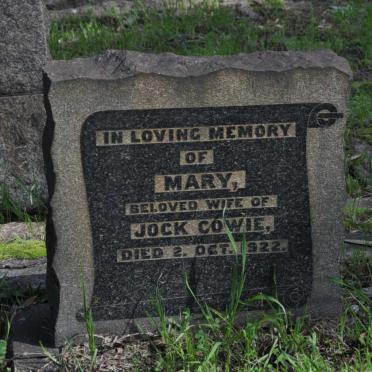 IN LOVING MEMORY
OF
MARY,
BELOVED WIFE OF
JOCK COWIE,
DIED 2. OCT. 1922.